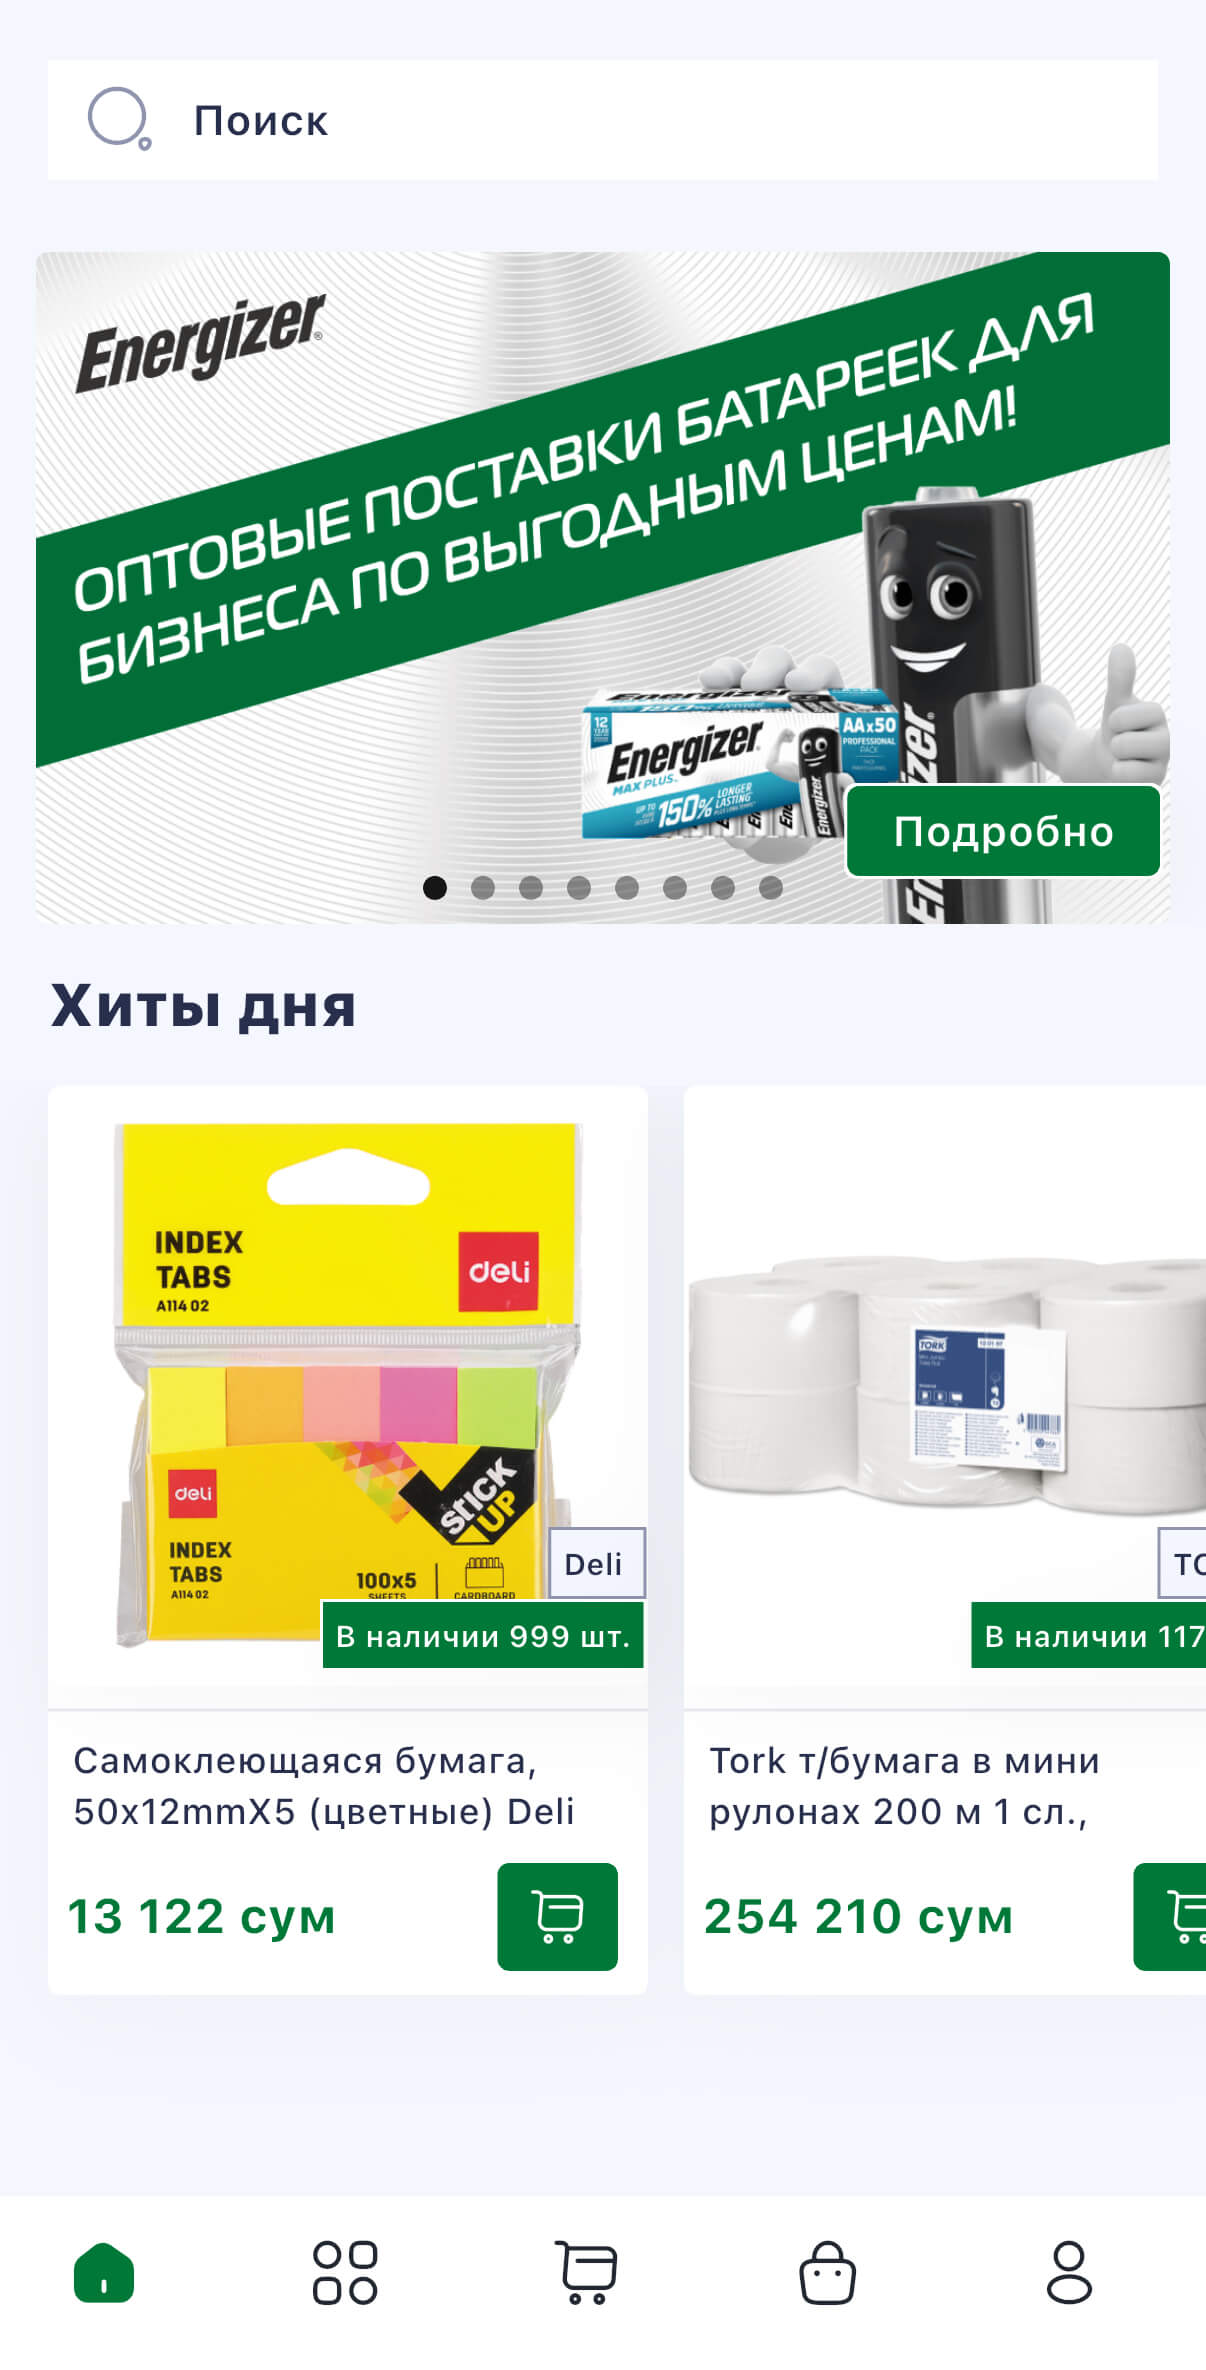 Поиск
Energizer
ОПТОВЫЕ ПОСТАВКИ БАТАРЕЕК ДЛЯ
БИЗНЕСА ПО ВЫГОДНЫМ ЦЕНАМ!
12
Energizer
MAX PLUS
UP TO
150%
LONGER
LASTING
AAx50
PROFESSIONAL
PACK
Energizer
Подробно
Хиты дня
INDEX
TABS
A114 02
deli
deli
STICK
UP
INDEX
TABS
A114 02
100x5
SHEETS
CARDBOARD
Deli
В наличии 999 шт.
Самоклеющаяся бумага,
50x12mmX5 (цветные) Deli
13 122 сум
TORK
TO
В наличии 117
Tork т/бумага в мини
рулонах 200 м 1 сл.,
254 210 сум